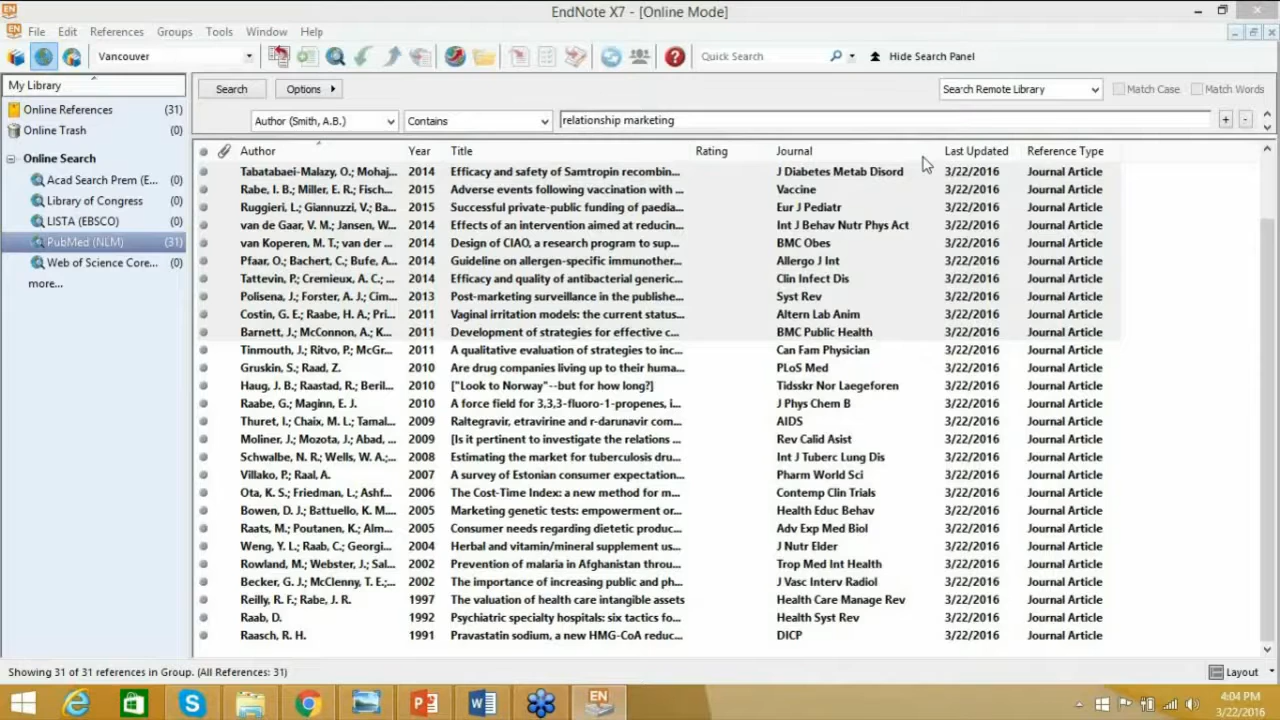 EndNote X7 - [Online Mode]
File Edit References Groups Tools Window Help
Vancouver Quick Search Hide Search Panel
My Library
Online References (31)
Online Trash (0)
Online Search
Acad Search Prem (E... (0)
Library of Congress (0)
LISTA (EBSCO) (0)
PubMed (NLM) (31)
Web of Science Core... (0)
more...
Search Options Search Remote Library Match Case Match Words
Author (Smith, A.B.) Contains relationship marketing + -
Author Year Title Rating Journal Last Updated Reference Type
Tabatabaei-Malazy, O.; Mohaj... 2014 Efficacy and safety of Samtropin recombin... J Diabetes Metab Disord 3/22/2016 Journal Article
Rabe, I. B.; Miller, E. R.; Fisch... 2015 Adverse events following vaccination with ... Vaccine 3/22/2016 Journal Article
Ruggieri, L.; Giannuzzi, V.; Ba... 2015 Successful private-public funding of paedia... Eur J Pediatr 3/22/2016 Journal Article
van de Gaar, V. M.; Jansen, W... 2014 Effects of an intervention aimed at reducin... Int J Behav Nutr Phys Act 3/22/2016 Journal Article
van Koperen, M. T.; van der ... 2014 Design of CIAO, a research program to sup... BMC Obes 3/22/2016 Journal Article
Pfaar, O.; Bachert, C.; Bufe, A... 2014 Guideline on allergen-specific immunother... Allergo J Int 3/22/2016 Journal Article
Tattevin, P.; Cremieux, A. C.; ... 2014 Efficacy and quality of antibacterial generic... Clin Infect Dis 3/22/2016 Journal Article
Polisena, J.; Forster, A. J.; Cim... 2013 Post-marketing surveillance in the publishe... Syst Rev 3/22/2016 Journal Article
Costin, G. E.; Raabe, H. A.; Pri... 2011 Vaginal irritation models: the current status... Altern Lab Anim 3/22/2016 Journal Article
Barnett, J.; McConnon, A.; K... 2011 Development of strategies for effective c... BMC Public Health 3/22/2016 Journal Article
Tinmouth, J.; Ritvo, P.; McGr... 2011 A qualitative evaluation of strategies to inc... Can Fam Physician 3/22/2016 Journal Article
Gruskin, S.; Raad, Z. 2010 Are drug companies living up to their huma... PLoS Med 3/22/2016 Journal Article
Haug, J. B.; Raastad, R.; Beril... 2010 ["Look to Norway"--but for how long?] Tidsskr Nor Laegeforen 3/22/2016 Journal Article
Raabe, G.; Maginn, E. J. 2010 A force field for 3,3,3-fluoro-1-propenes, i... J Phys Chem B 3/22/2016 Journal Article
Thuret, I.; Chaix, M. L.; Tamal... 2009 Raltegravir, etravirine and r-darunavir com... AIDS 3/22/2016 Journal Article
Moliner, J.; Mozota, J.; Abad, ... 2009 [Is it pertinent to investigate the relations ... Rev Calid Asist 3/22/2016 Journal Article
Schwalbe, N. R.; Wells, W. A.; ... 2008 Estimating the market for tuberculosis dru... Int J Tuberc Lung Dis 3/22/2016 Journal Article
Villako, P.; Raal, A. 2007 A survey of Estonian consumer expectation... Pharm World Sci 3/22/2016 Journal Article
Ota, K. S.; Friedman, L.; Ashf... 2006 The Cost-Time Index: a new method for m... Contemp Clin Trials 3/22/2016 Journal Article
Bowen, D. J.; Battuello, K. M.... 2005 Marketing genetic tests: empowerment or... Health Educ Behav 3/22/2016 Journal Article
Raats, M.; Poutanen, K.; Alm... 2005 Consumer needs regarding dietetic produc... Adv Exp Med Biol 3/22/2016 Journal Article
Weng, Y. L.; Raab, C.; Georgi... 2004 Herbal and vitamin/mineral supplement us... J Nutr Elder 3/22/2016 Journal Article
Rowland, M.; Webster, J.; Sal... 2002 Prevention of malaria in Afghanistan throu... Trop Med Int Health 3/22/2016 Journal Article
Becker, G. J.; McClenny, T. E.;... 2002 The importance of increasing public and ph... J Vasc Interv Radiol 3/22/2016 Journal Article
Reilly, R. F.; Rabe, J. R. 1997 The valuation of health care intangible assets Health Care Manage Rev 3/22/2016 Journal Article
Raab, D. 1992 Psychiatric specialty hospitals: six tactics fo... Health Syst Rev 3/22/2016 Journal Article
Raasch, R. H. 1991 Pravastatin sodium, a new HMG-CoA reduc... DICP 3/22/2016 Journal Article
Showing 31 of 31 references in Group. (All References: 31) Layout
4:04 PM
3/22/2016